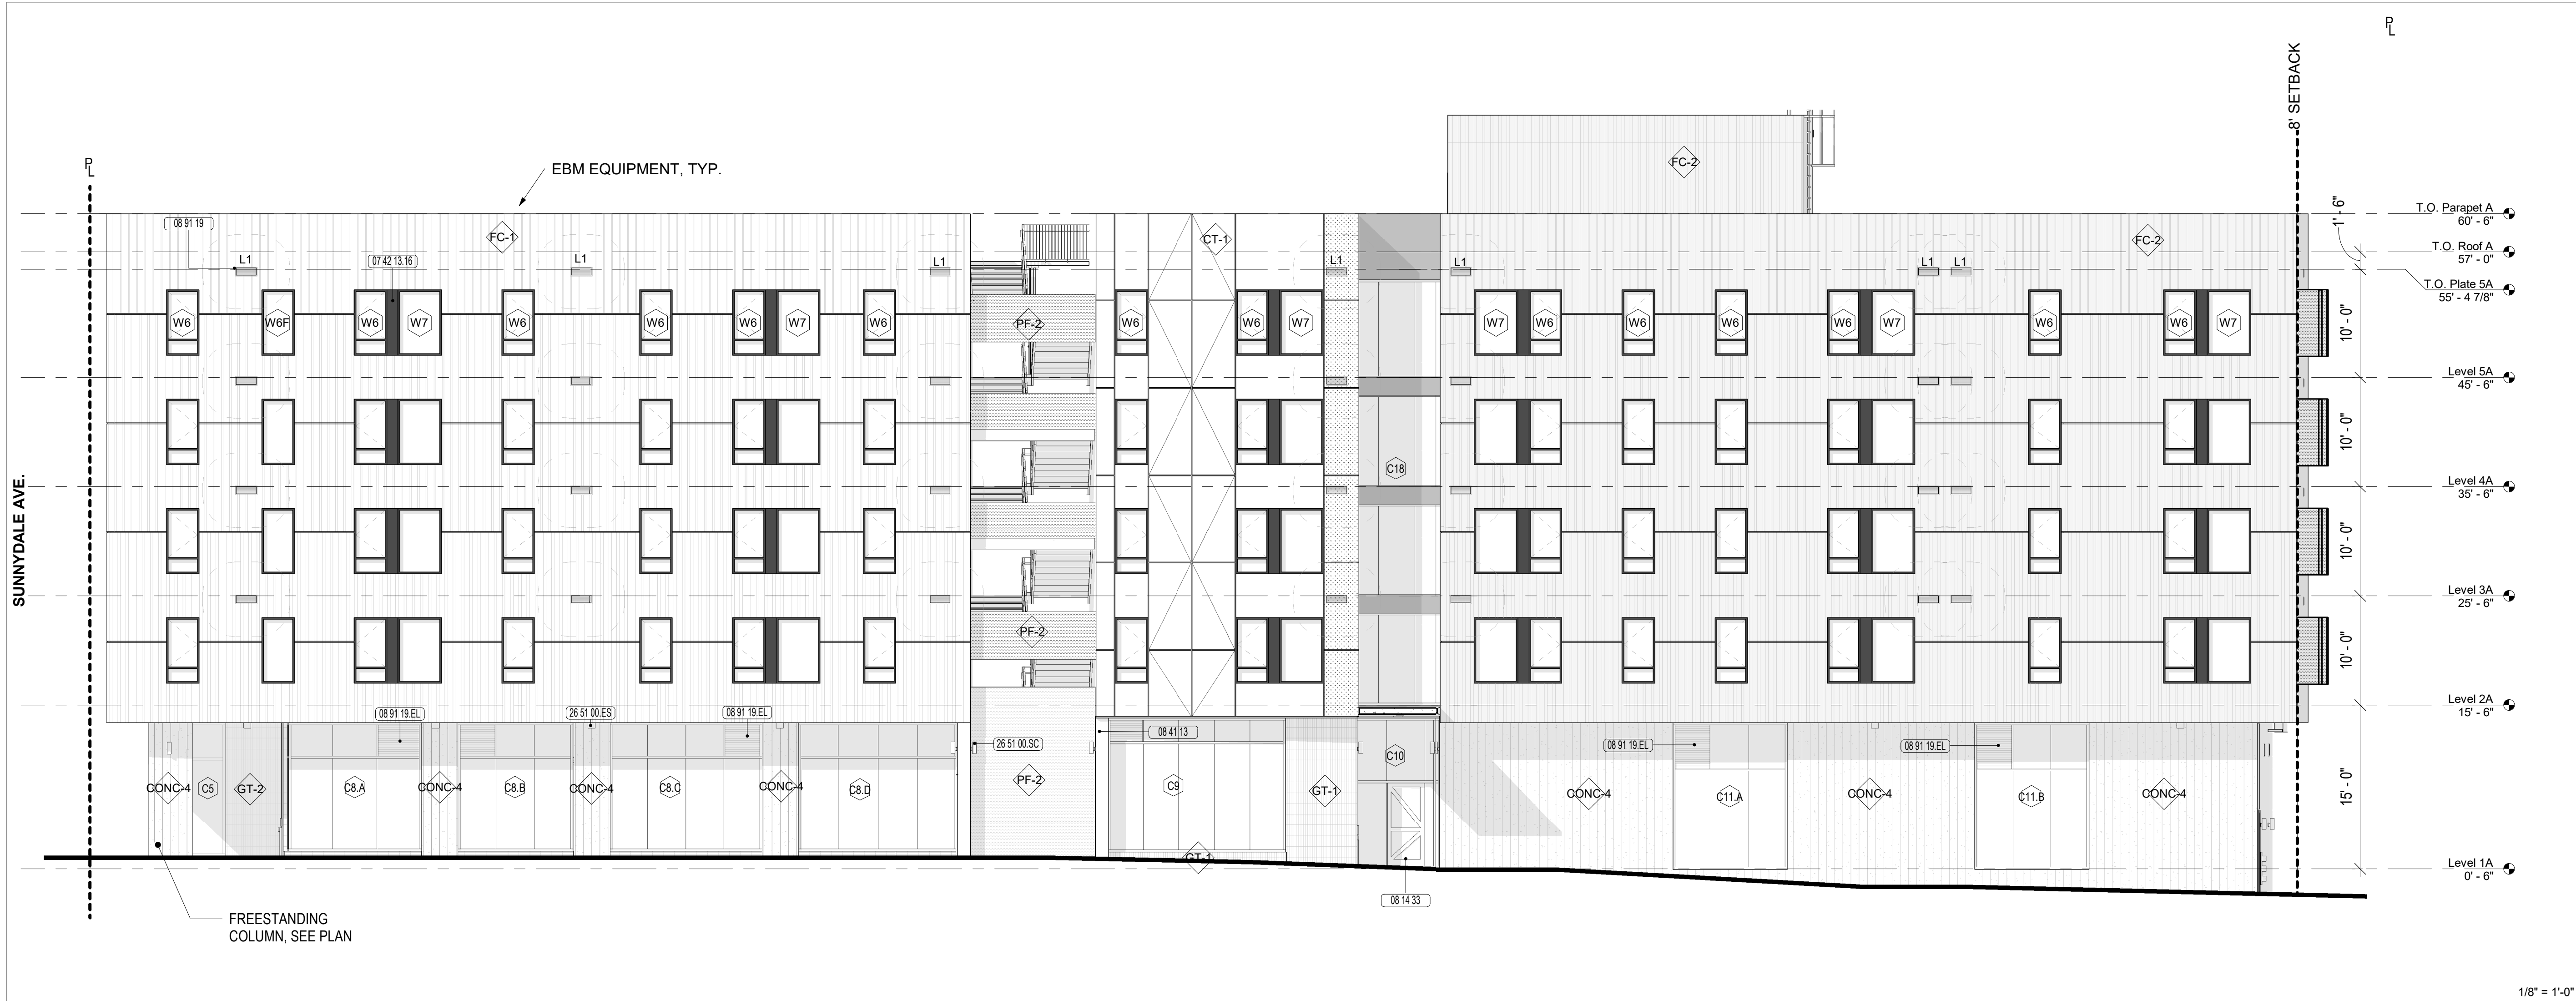 P
L
8' SETBACK
P
L
EBM EQUIPMENT, TYP.
FC-2
T.O. Parapet A
60' - 6"
1' - 6"
08 91 19
FC-1
CT-1
FC-2
T.O. Roof A
57' - 0"
07 42 13.16
L1
L1
L1
L1
L1
L1
L1
T.O. Plate 5A
55' - 4 7/8"
W6
W6F
W6
W7
W6
W6
W6
W7
W6
PF-2
W6
W6
W7
W7
W6
W6
W6
W6
W7
W6
W6
W7
10' - 0"
Level 5A
45' - 6"
10' - 0"
C18
Level 4A
35' - 6"
SUNNYDALE AVE.
10' - 0"
Level 3A
25' - 6"
PF-2
10' - 0"
Level 2A
15' - 6"
08 91 19.EL
26 51 00.ES
08 91 19.EL
26 51 00.SC
08 41 13
08 91 19.EL
08 91 19.EL
C10
CONC-4
C5
GT-2
C8.A
CONC-4
C8.B
CONC-4
C8.C
CONC-4
C8.D
PF-2
C9
GT-1
CONC-4
C11.A
CONC-4
C11.B
CONC-4
15' - 0"
GT-1
Level 1A
0' - 6"
08 14 33
FREESTANDING
COLUMN, SEE PLAN
1/8" = 1'-0"